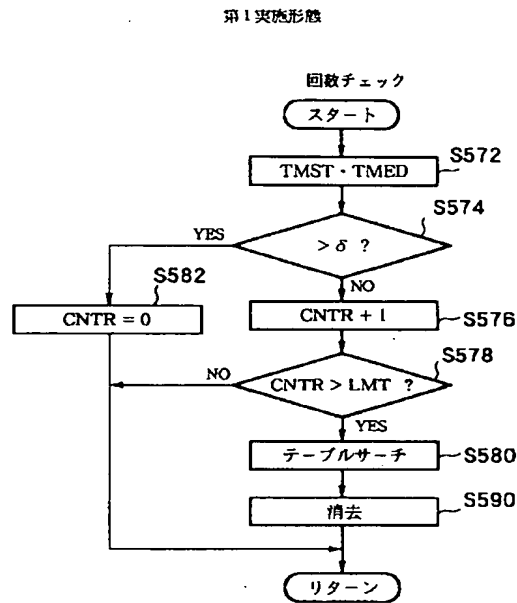 第1実施形態
回数チェック
スタート
TMST・TMED
S572
> δ ?
S574
YES
NO
CNTR = 0
S582
CNTR + 1
S576
CNTR > LMT ?
S578
NO
YES
テーブルサーチ
S580
消去
S590
リターン